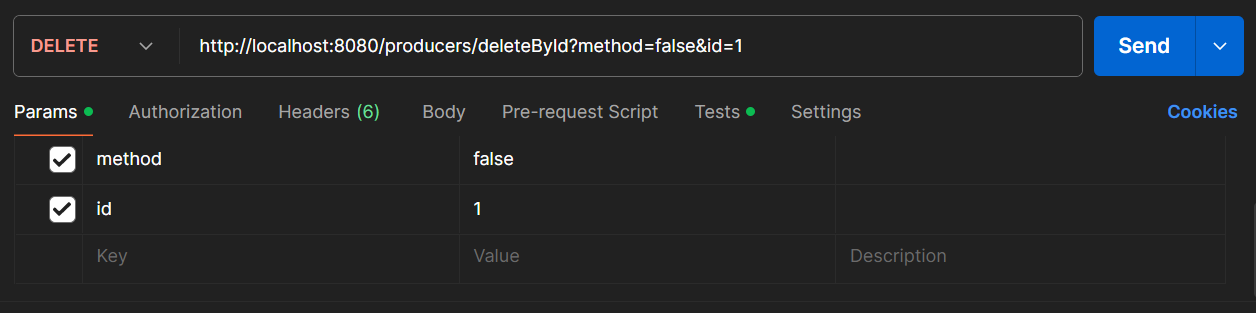 DELETE http://localhost:8080/producers/deleteById?method=false&id=1 Send
Params Authorization Headers (6) Body Pre-request Script Tests Settings Cookies
method false
id 1
Key Value Description